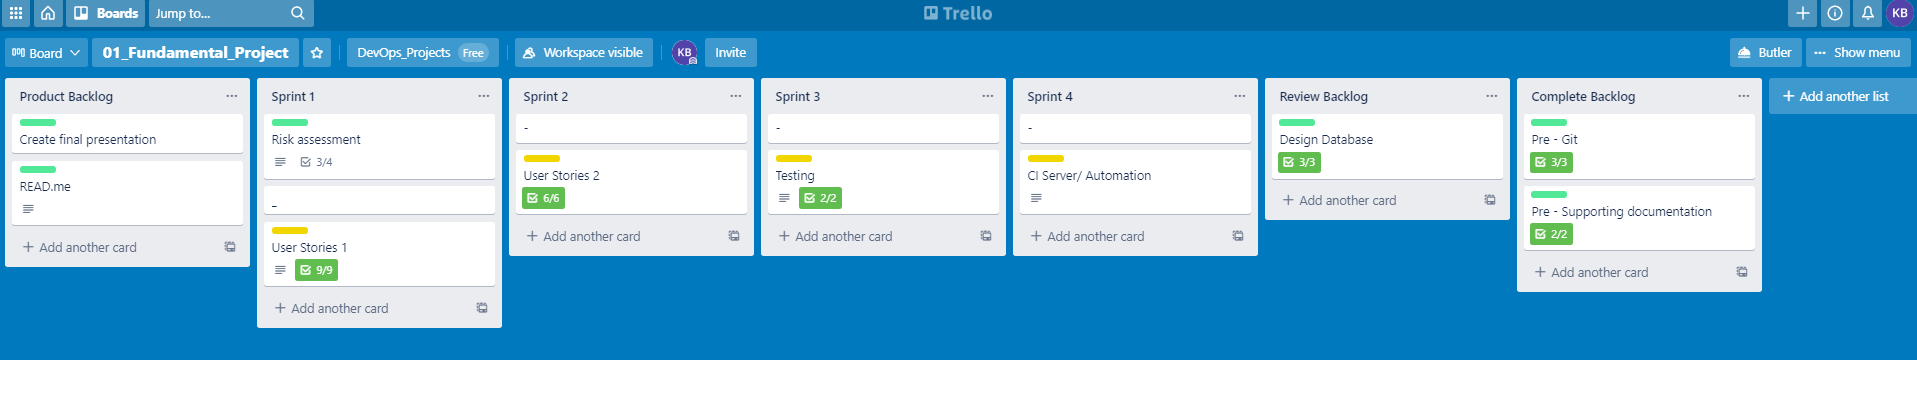 Boards
Jump to...
Trello
KB
Board
01_Fundamental_Project
DevOps_Projects Free
Workspace visible
KB
Invite
Butler
Show menu
Product Backlog
Create final presentation
READ.me
Add another card
Sprint 1
Risk assessment
3/4
_
User Stories 1
9/9
Add another card
Sprint 2
-
User Stories 2
6/6
Add another card
Sprint 3
-
Testing
2/2
Add another card
Sprint 4
-
CI Server/ Automation
Add another card
Review Backlog
Design Database
3/3
Add another card
Complete Backlog
Pre - Git
3/3
Pre - Supporting documentation
2/2
Add another card
Add another list